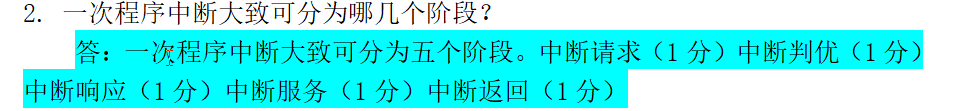 2. 一次程序中断大致可分为哪几个阶段？
答：一次程序中断大致可分为五个阶段。中断请求（1 分）中断判优（1 分）
中断响应（1 分）中断服务（1 分）中断返回（1 分）